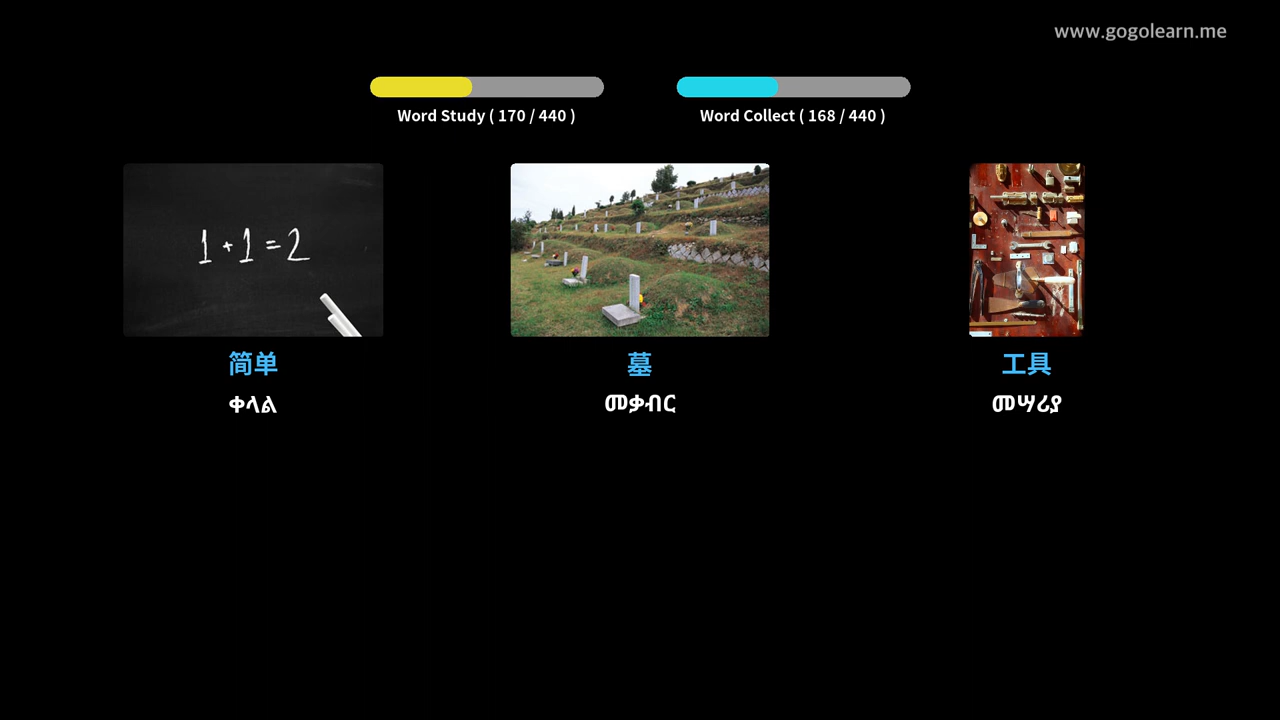 www.gogolearn.me
Word Study ( 170 / 440 )
Word Collect ( 168 / 440 )
1 + 1 = 2
简单
墓
工具
ቀላል
መቃብር
መሣሪያ